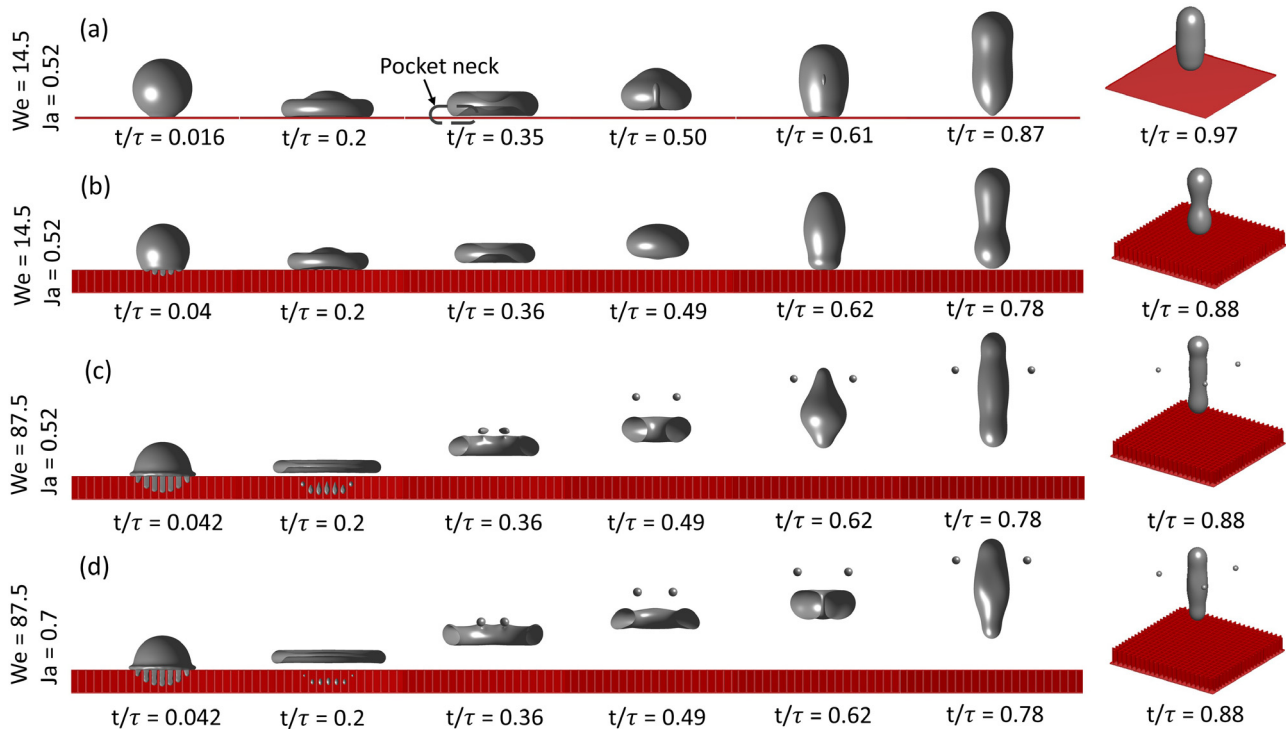 (a)
We = 14.5
Ja = 0.52
Pocket neck
t/τ = 0.016 t/τ = 0.2 t/τ = 0.35 t/τ = 0.50 t/τ = 0.61 t/τ = 0.87 t/τ = 0.97
(b)
We = 14.5
Ja = 0.52
t/τ = 0.04 t/τ = 0.2 t/τ = 0.36 t/τ = 0.49 t/τ = 0.62 t/τ = 0.78 t/τ = 0.88
(c)
We = 87.5
Ja = 0.52
t/τ = 0.042 t/τ = 0.2 t/τ = 0.36 t/τ = 0.49 t/τ = 0.62 t/τ = 0.78 t/τ = 0.88
(d)
We = 87.5
Ja = 0.7
t/τ = 0.042 t/τ = 0.2 t/τ = 0.36 t/τ = 0.49 t/τ = 0.62 t/τ = 0.78 t/τ = 0.88